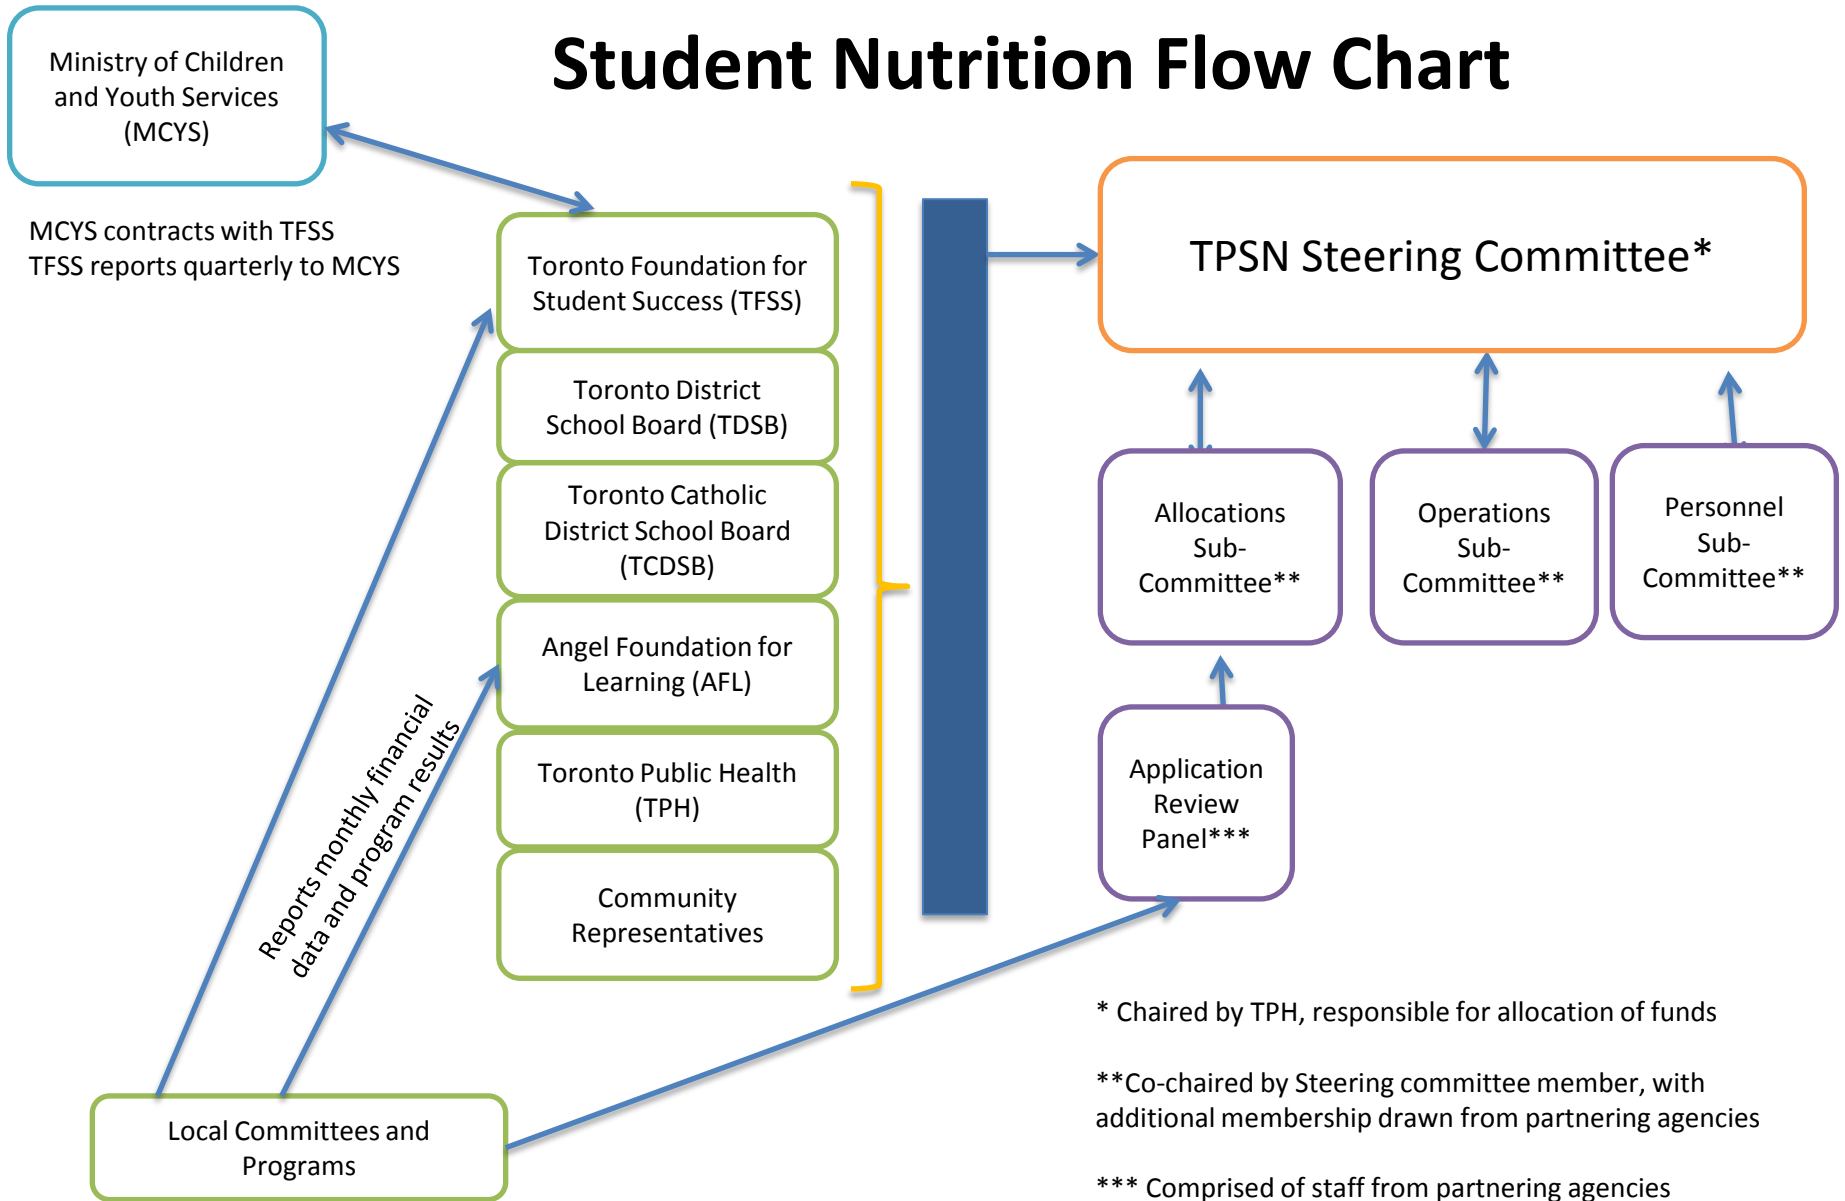 Student Nutrition Flow Chart
Ministry of Children
and Youth Services
(MCYS)
MCYS contracts with TFSS
TFSS reports quarterly to MCYS
Toronto Foundation for
Student Success (TFSS)
Toronto District
School Board (TDSB)
Toronto Catholic
District School Board
(TCDSB)
Angel Foundation for
Learning (AFL)
Toronto Public Health
(TPH)
Community
Representatives
Reports monthly financial
data and program results
Local Committees and
Programs
TPSN Steering Committee*
Allocations
Sub-
Committee**
Operations
Sub-
Committee**
Personnel
Sub-
Committee**
Application
Review
Panel***
* Chaired by TPH, responsible for allocation of funds
**Co-chaired by Steering committee member, with
additional membership drawn from partnering agencies
*** Comprised of staff from partnering agencies